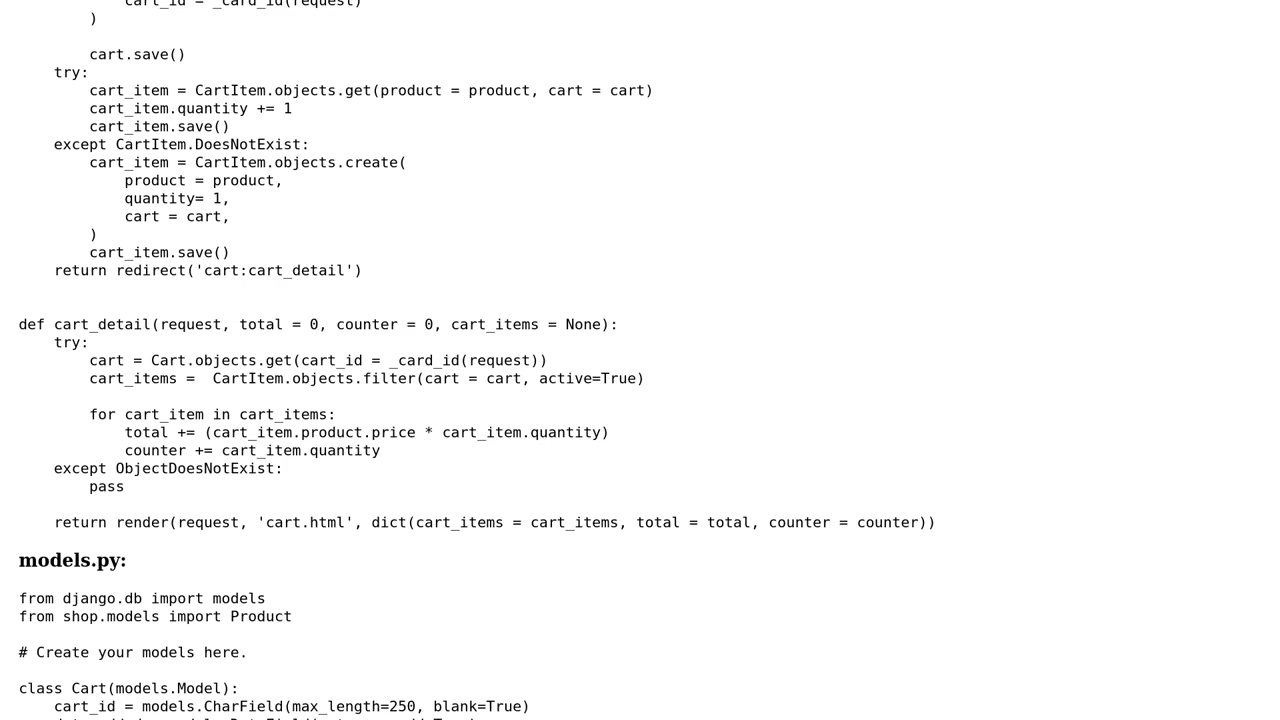 cart_id = _card_id(request)
)
cart.save()
try:
cart_item = CartItem.objects.get(product = product, cart = cart)
cart_item.quantity += 1
cart_item.save()
except CartItem.DoesNotExist:
cart_item = CartItem.objects.create(
product = product,
quantity= 1,
cart = cart,
)
cart_item.save()
return redirect('cart:cart_detail')
def cart_detail(request, total = 0, counter = 0, cart_items = None):
try:
cart = Cart.objects.get(cart_id = _card_id(request))
cart_items =  CartItem.objects.filter(cart = cart, active=True)
for cart_item in cart_items:
total += (cart_item.product.price * cart_item.quantity)
counter += cart_item.quantity
except ObjectDoesNotExist:
pass
return render(request, 'cart.html', dict(cart_items = cart_items, total = total, counter = counter))
models.py:
from django.db import models
from shop.models import Product
# Create your models here.
class Cart(models.Model):
cart_id = models.CharField(max_length=250, blank=True)